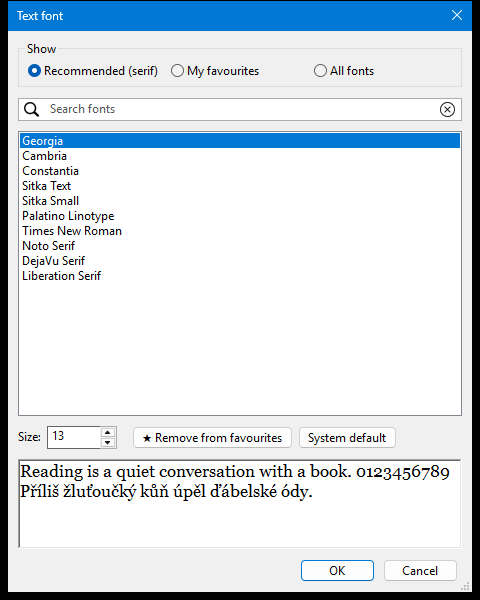 Text font
Show
Recommended (serif) My favourites All fonts
Search fonts
Georgia
Cambria
Constantia
Sitka Text
Sitka Small
Palatino Linotype
Times New Roman
Noto Serif
DejaVu Serif
Liberation Serif
Size: 13 ★ Remove from favourites System default
Reading is a quiet conversation with a book. 0123456789
Příliš žluťoučký kůň úpěl ďábelské ódy.
OK Cancel